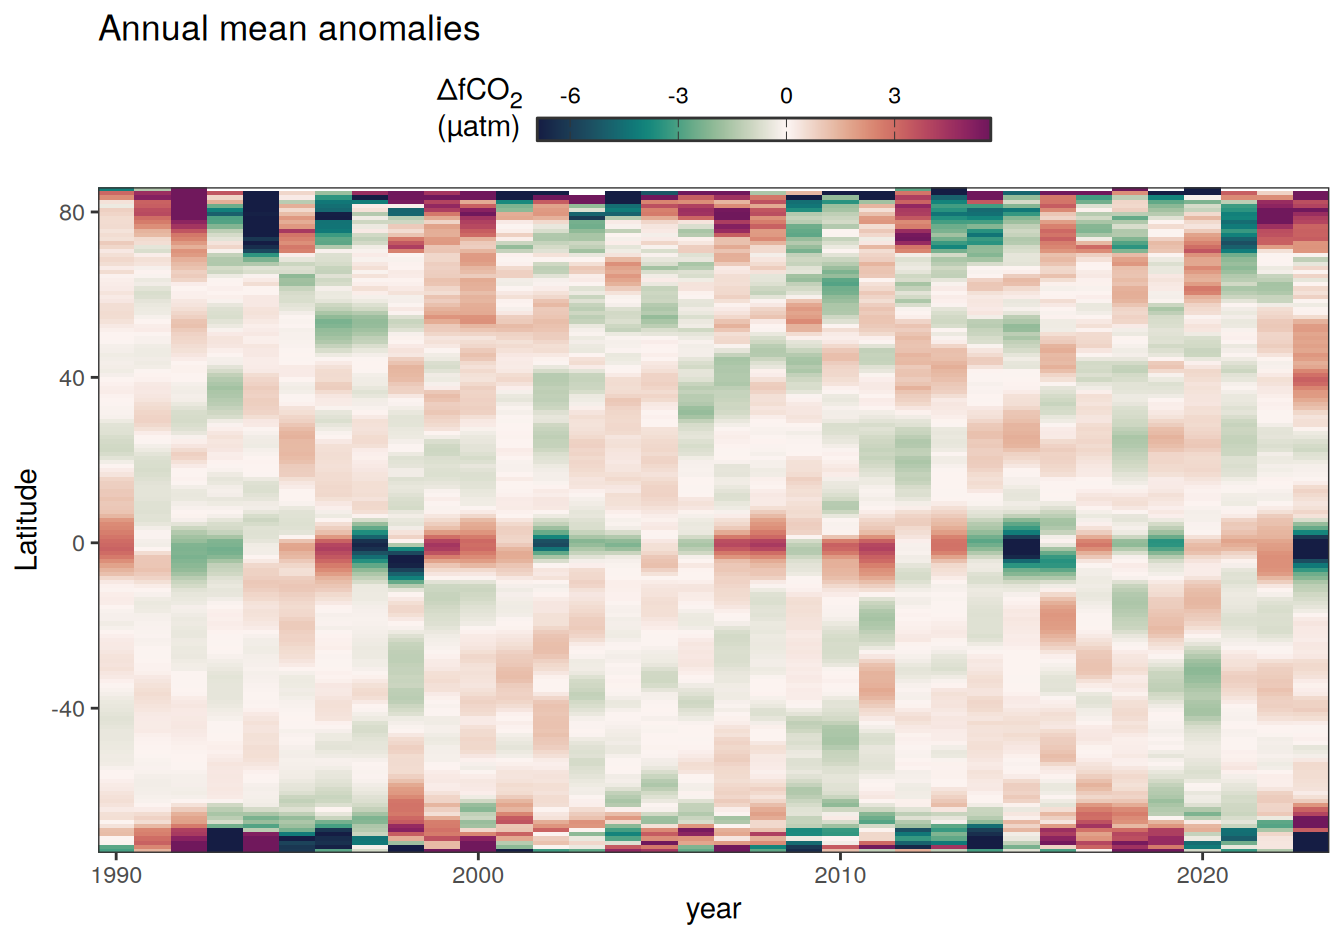 Annual mean anomalies
ΔfCO₂
(µatm)
-6 -3 0 3
80
40
0
-40
Latitude
1990 2000 2010 2020
year